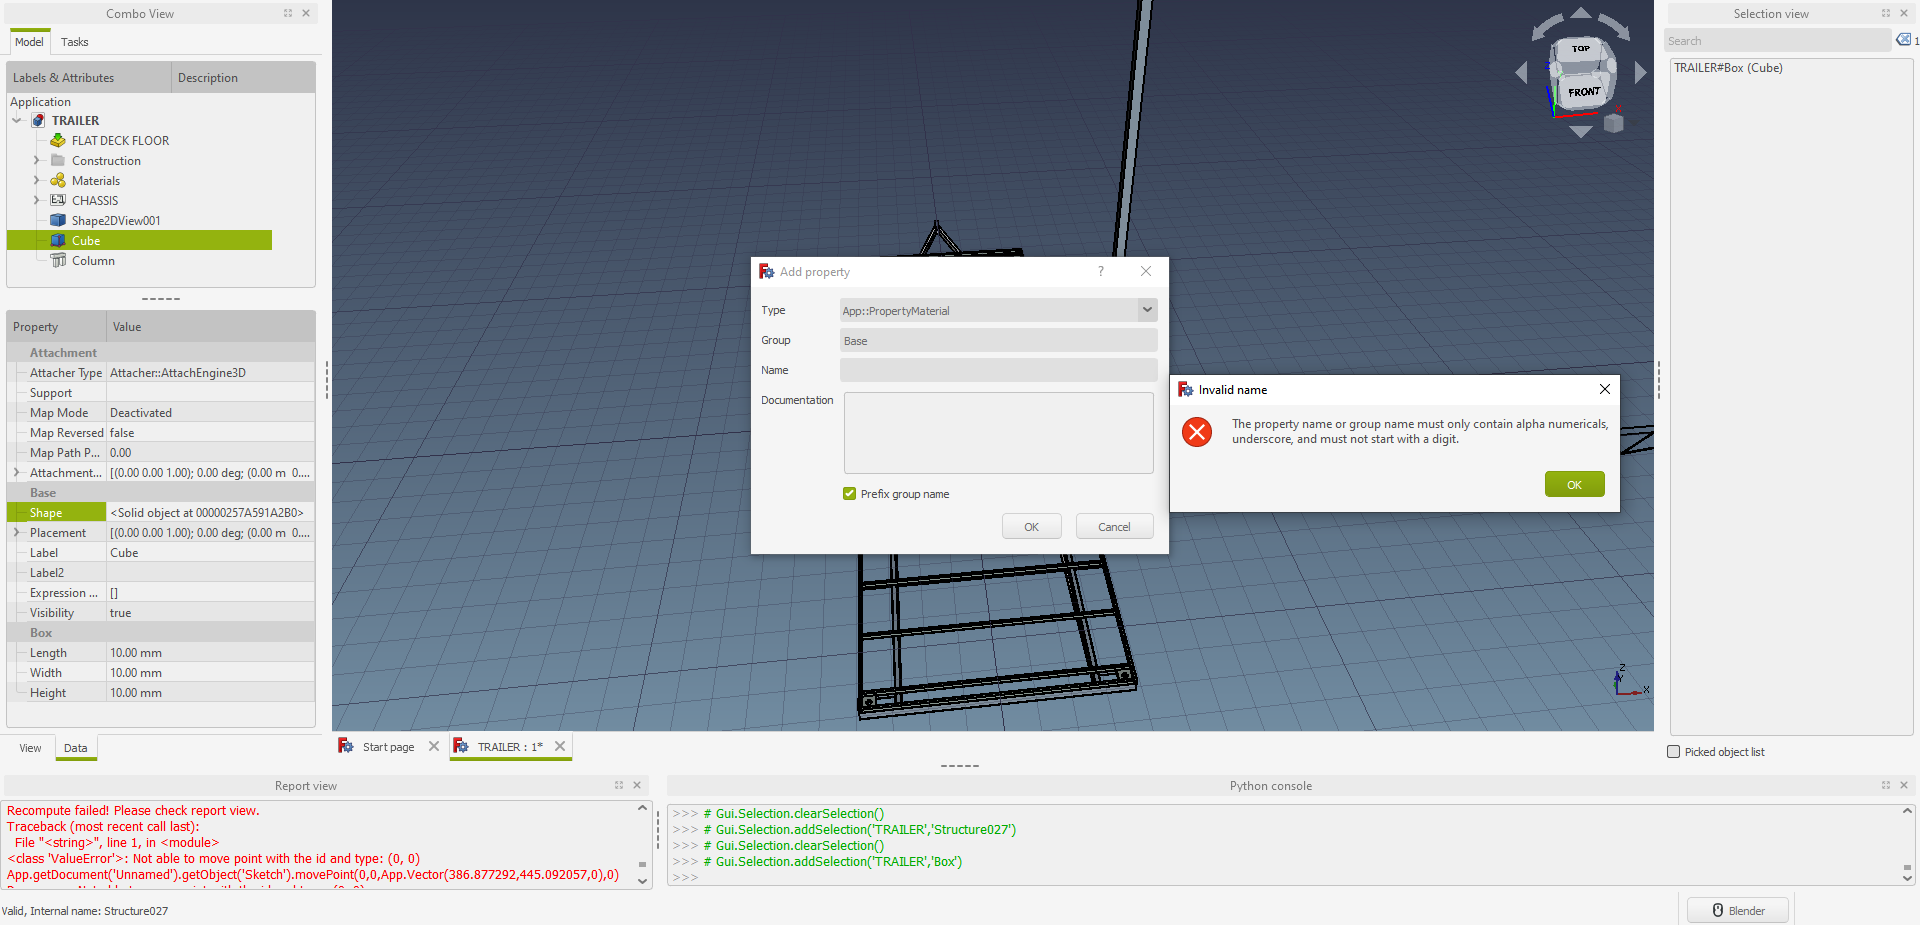 Combo View
Model
Tasks
Labels & Attributes
Description
Application
TRAILER
FLAT DECK FLOOR
Construction
Materials
CHASSIS
Shape2DView001
Cube
Column
Property
Value
Attachment
Attacher Type
Attacher::AttachEngine3D
Support
Map Mode
Deactivated
Map Reversed
false
Map Path P...
0.00
Attachment...
[(0.00 0.00 1.00); 0.00 deg; (0.00 m  0....
Base
Shape
<Solid object at 00000257A591A2B0>
Placement
[(0.00 0.00 1.00); 0.00 deg; (0.00 m  0....
Label
Cube
Label2
Expression ...
[]
Visibility
true
Box
Length
10.00 mm
Width
10.00 mm
Height
10.00 mm
View
Data
TOP
FRONT
Z
X
Add property
?
Type
App::PropertyMaterial
Group
Base
Name
Documentation
Prefix group name
OK
Cancel
Invalid name
The property name or group name must only contain alpha numericals,
underscore, and must not start with a digit.
OK
Z
Y
X
Start page
TRAILER : 1*
Selection view
Search
1
TRAILER#Box (Cube)
Picked object list
Report view
Recompute failed! Please check report view.
Traceback (most recent call last):
File "<string>", line 1, in <module>
<class 'ValueError'>: Not able to move point with the id and type: (0, 0)
App.getDocument('Unnamed').getObject('Sketch').movePoint(0,0,App.Vector(386.877292,445.092057,0),0)
Python console
>>> # Gui.Selection.clearSelection()
>>> # Gui.Selection.addSelection('TRAILER','Structure027')
>>> # Gui.Selection.clearSelection()
>>> # Gui.Selection.addSelection('TRAILER','Box')
>>>
Valid, Internal name: Structure027
Blender